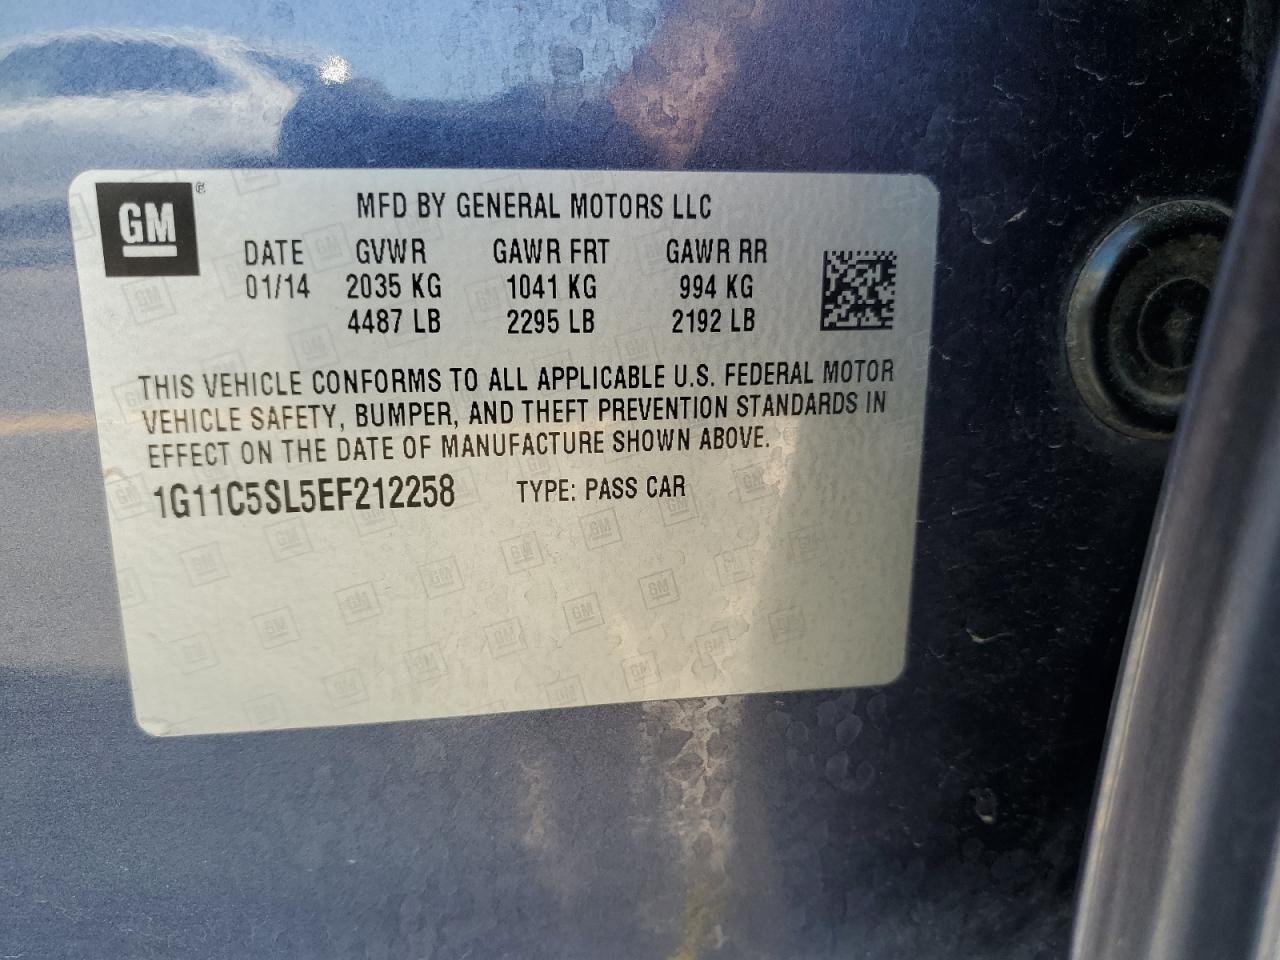 GM ®
MFD BY GENERAL MOTORS LLC
DATE GVWR GAWR FRT GAWR RR
01/14 2035 KG 1041 KG 994 KG
4487 LB 2295 LB 2192 LB
THIS VEHICLE CONFORMS TO ALL APPLICABLE U.S. FEDERAL MOTOR
VEHICLE SAFETY, BUMPER, AND THEFT PREVENTION STANDARDS IN
EFFECT ON THE DATE OF MANUFACTURE SHOWN ABOVE.
1G11C5SL5EF212258 TYPE: PASS CAR